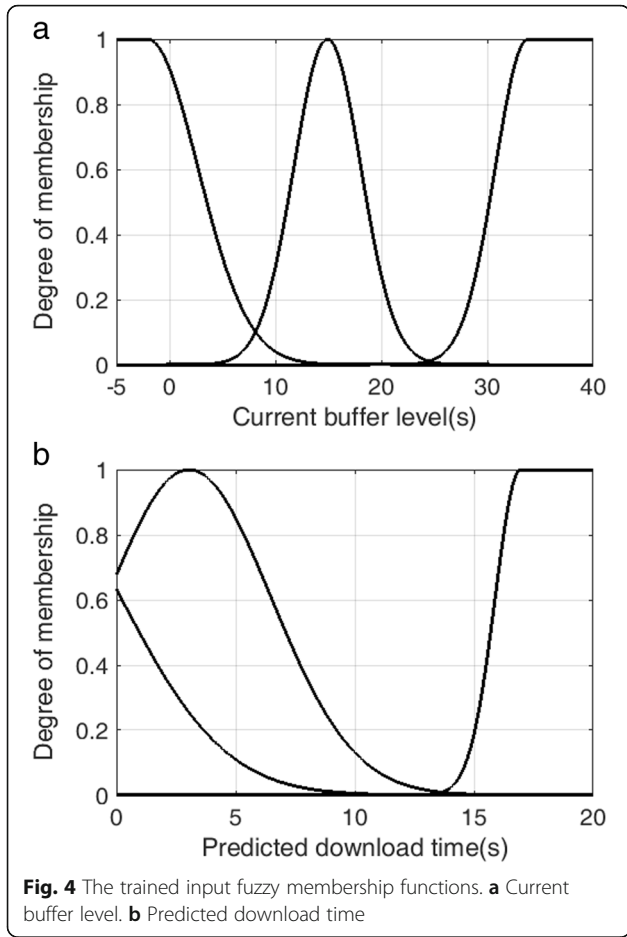 a
1
0.8
0.6
0.4
0.2
0
Degree of membership
-5 0 10 20 30 40
Current buffer level(s)
b
1
0.8
0.6
0.4
0.2
0
Degree of membership
0 5 10 15 20
Predicted download time(s)
Fig. 4 The trained input fuzzy membership functions. a Current
buffer level. b Predicted download time